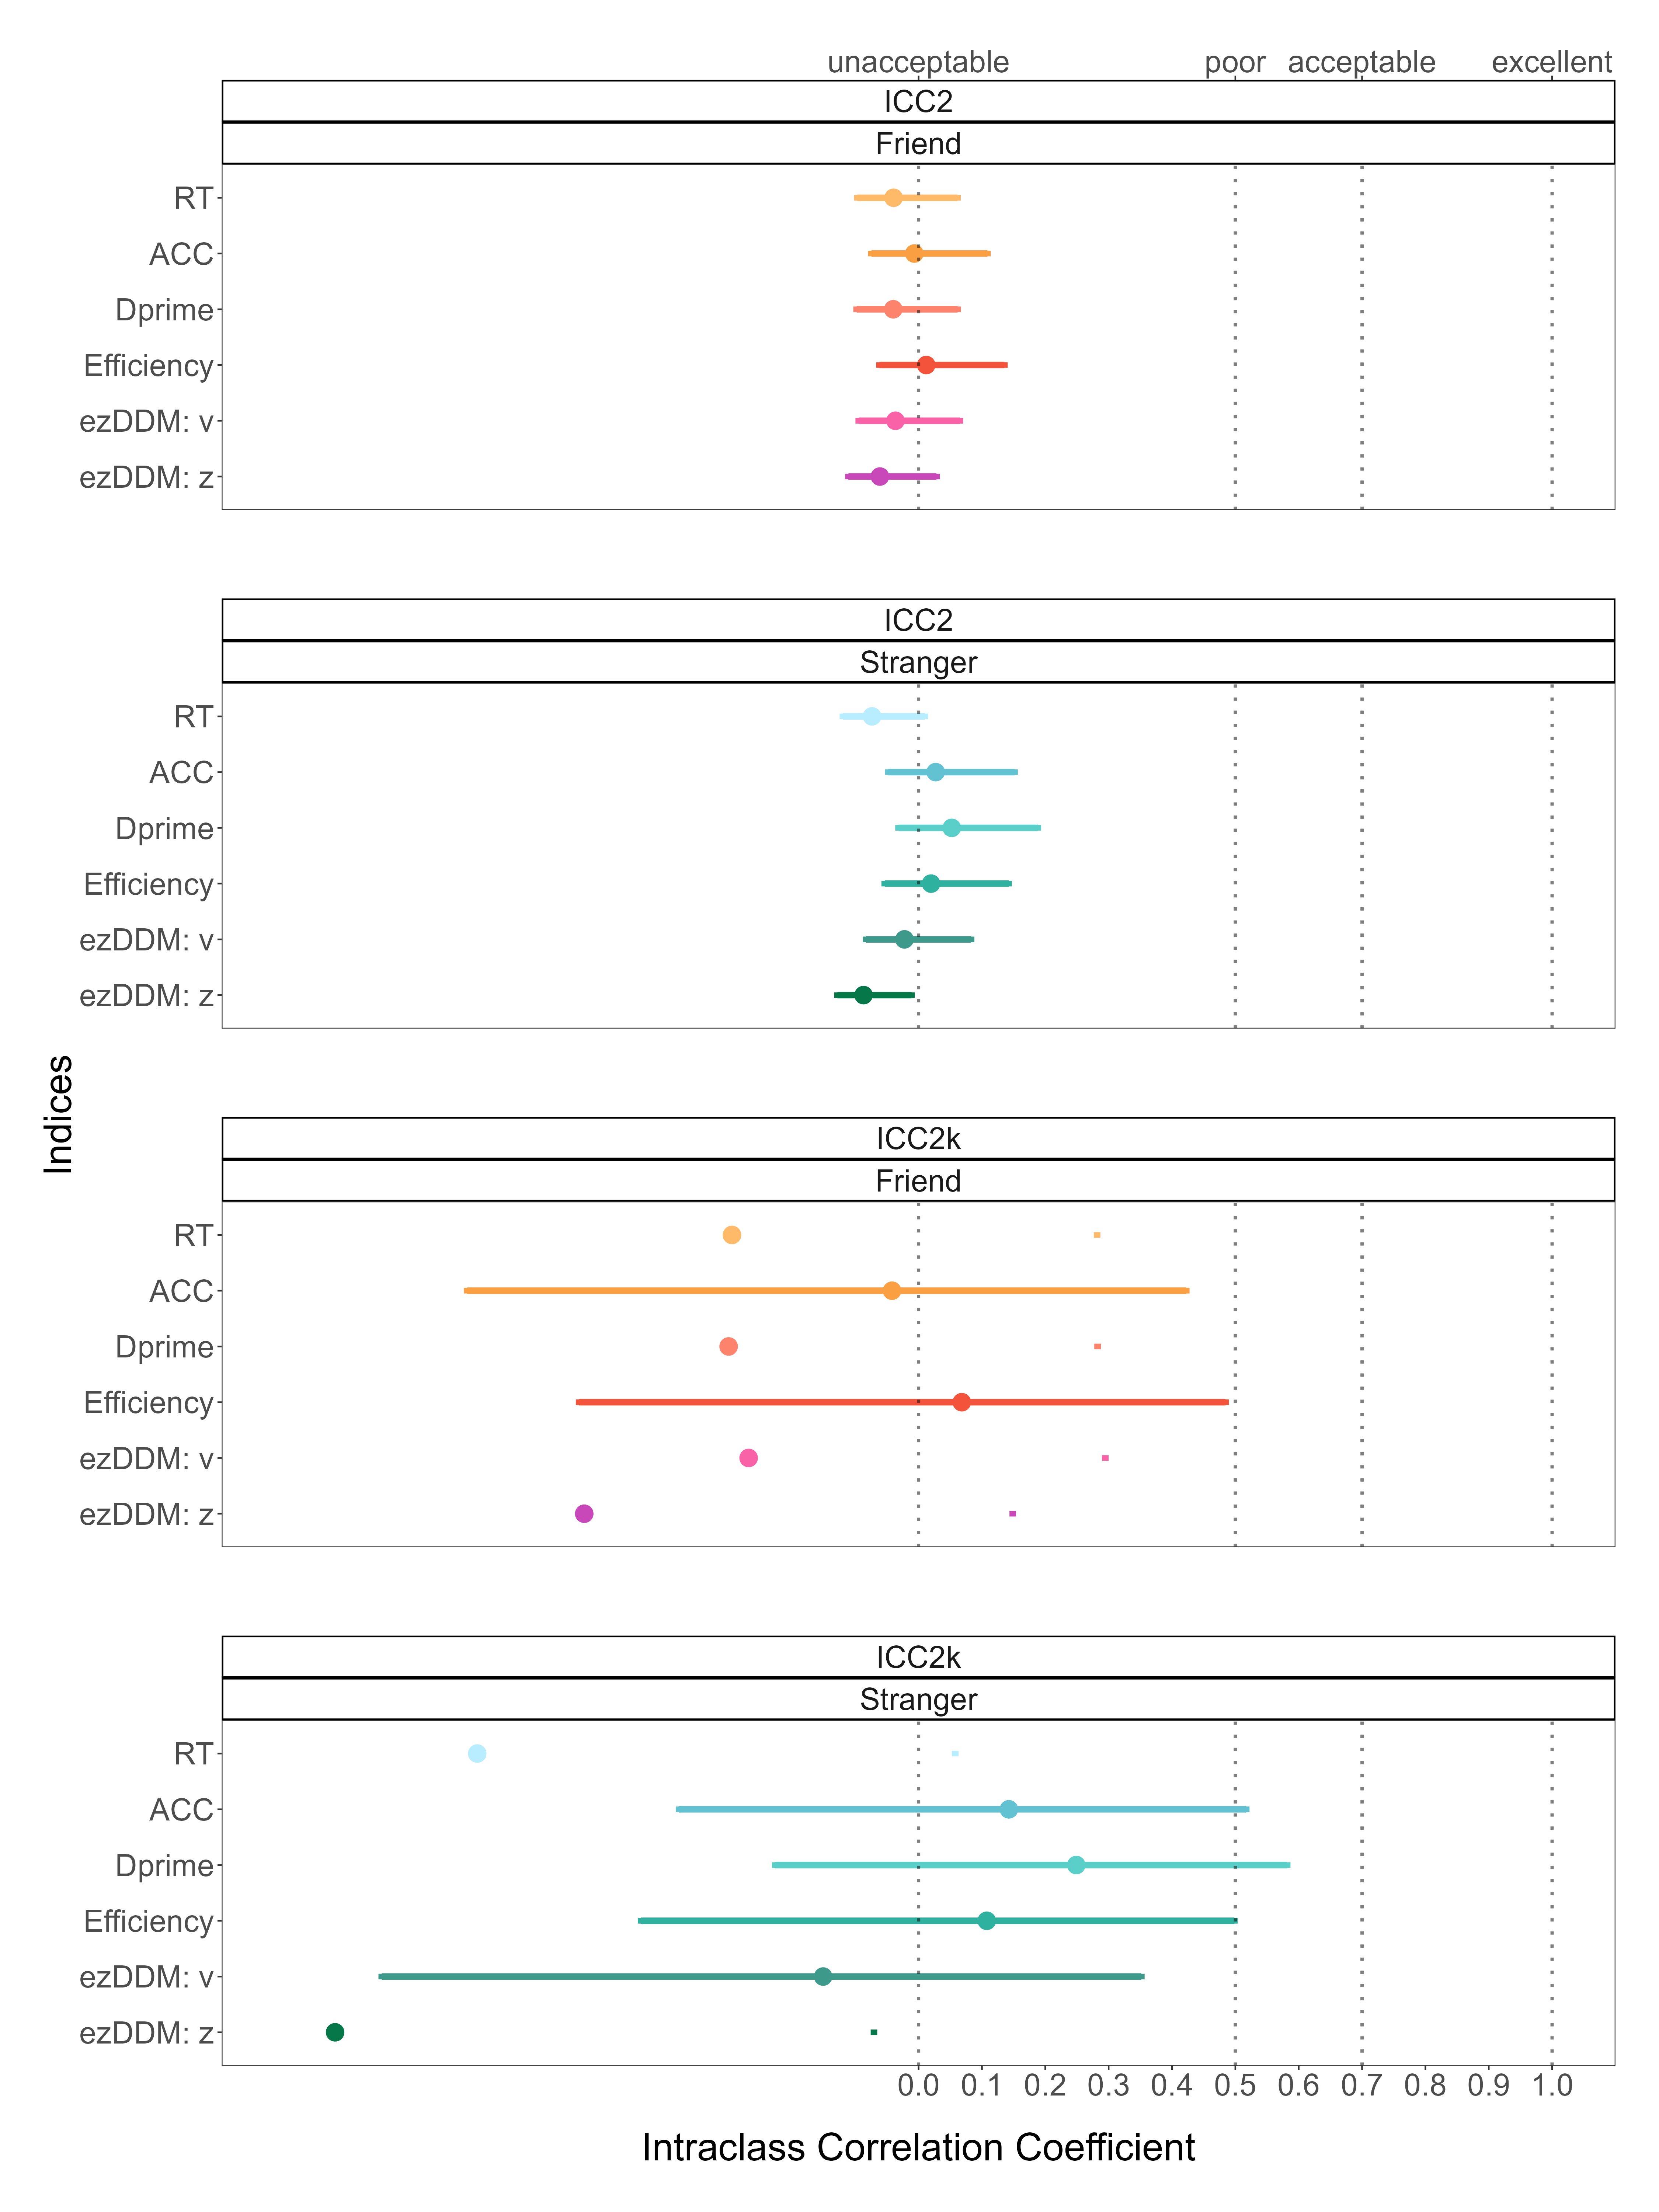 unacceptable poor acceptable excellent
ICC2
Friend
RT
ACC
Dprime
Efficiency
ezDDM: v
ezDDM: z
ICC2
Stranger
RT
ACC
Dprime
Efficiency
ezDDM: v
ezDDM: z
Indices
ICC2k
Friend
RT
ACC
Dprime
Efficiency
ezDDM: v
ezDDM: z
ICC2k
Stranger
RT
ACC
Dprime
Efficiency
ezDDM: v
ezDDM: z
0.0 0.1 0.2 0.3 0.4 0.5 0.6 0.7 0.8 0.9 1.0
Intraclass Correlation Coefficient